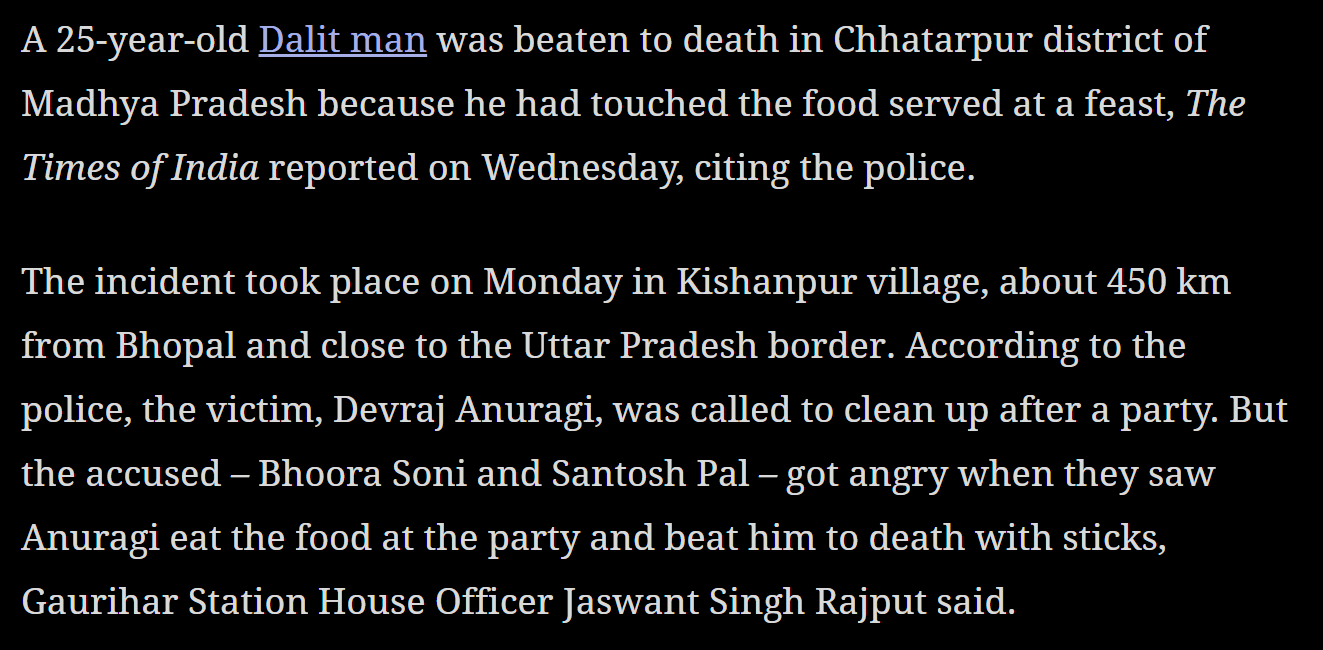 A 25-year-old Dalit man was beaten to death in Chhatarpur district of
Madhya Pradesh because he had touched the food served at a feast, The
Times of India reported on Wednesday, citing the police.
The incident took place on Monday in Kishanpur village, about 450 km
from Bhopal and close to the Uttar Pradesh border. According to the
police, the victim, Devraj Anuragi, was called to clean up after a party. But
the accused – Bhoora Soni and Santosh Pal – got angry when they saw
Anuragi eat the food at the party and beat him to death with sticks,
Gaurihar Station House Officer Jaswant Singh Rajput said.